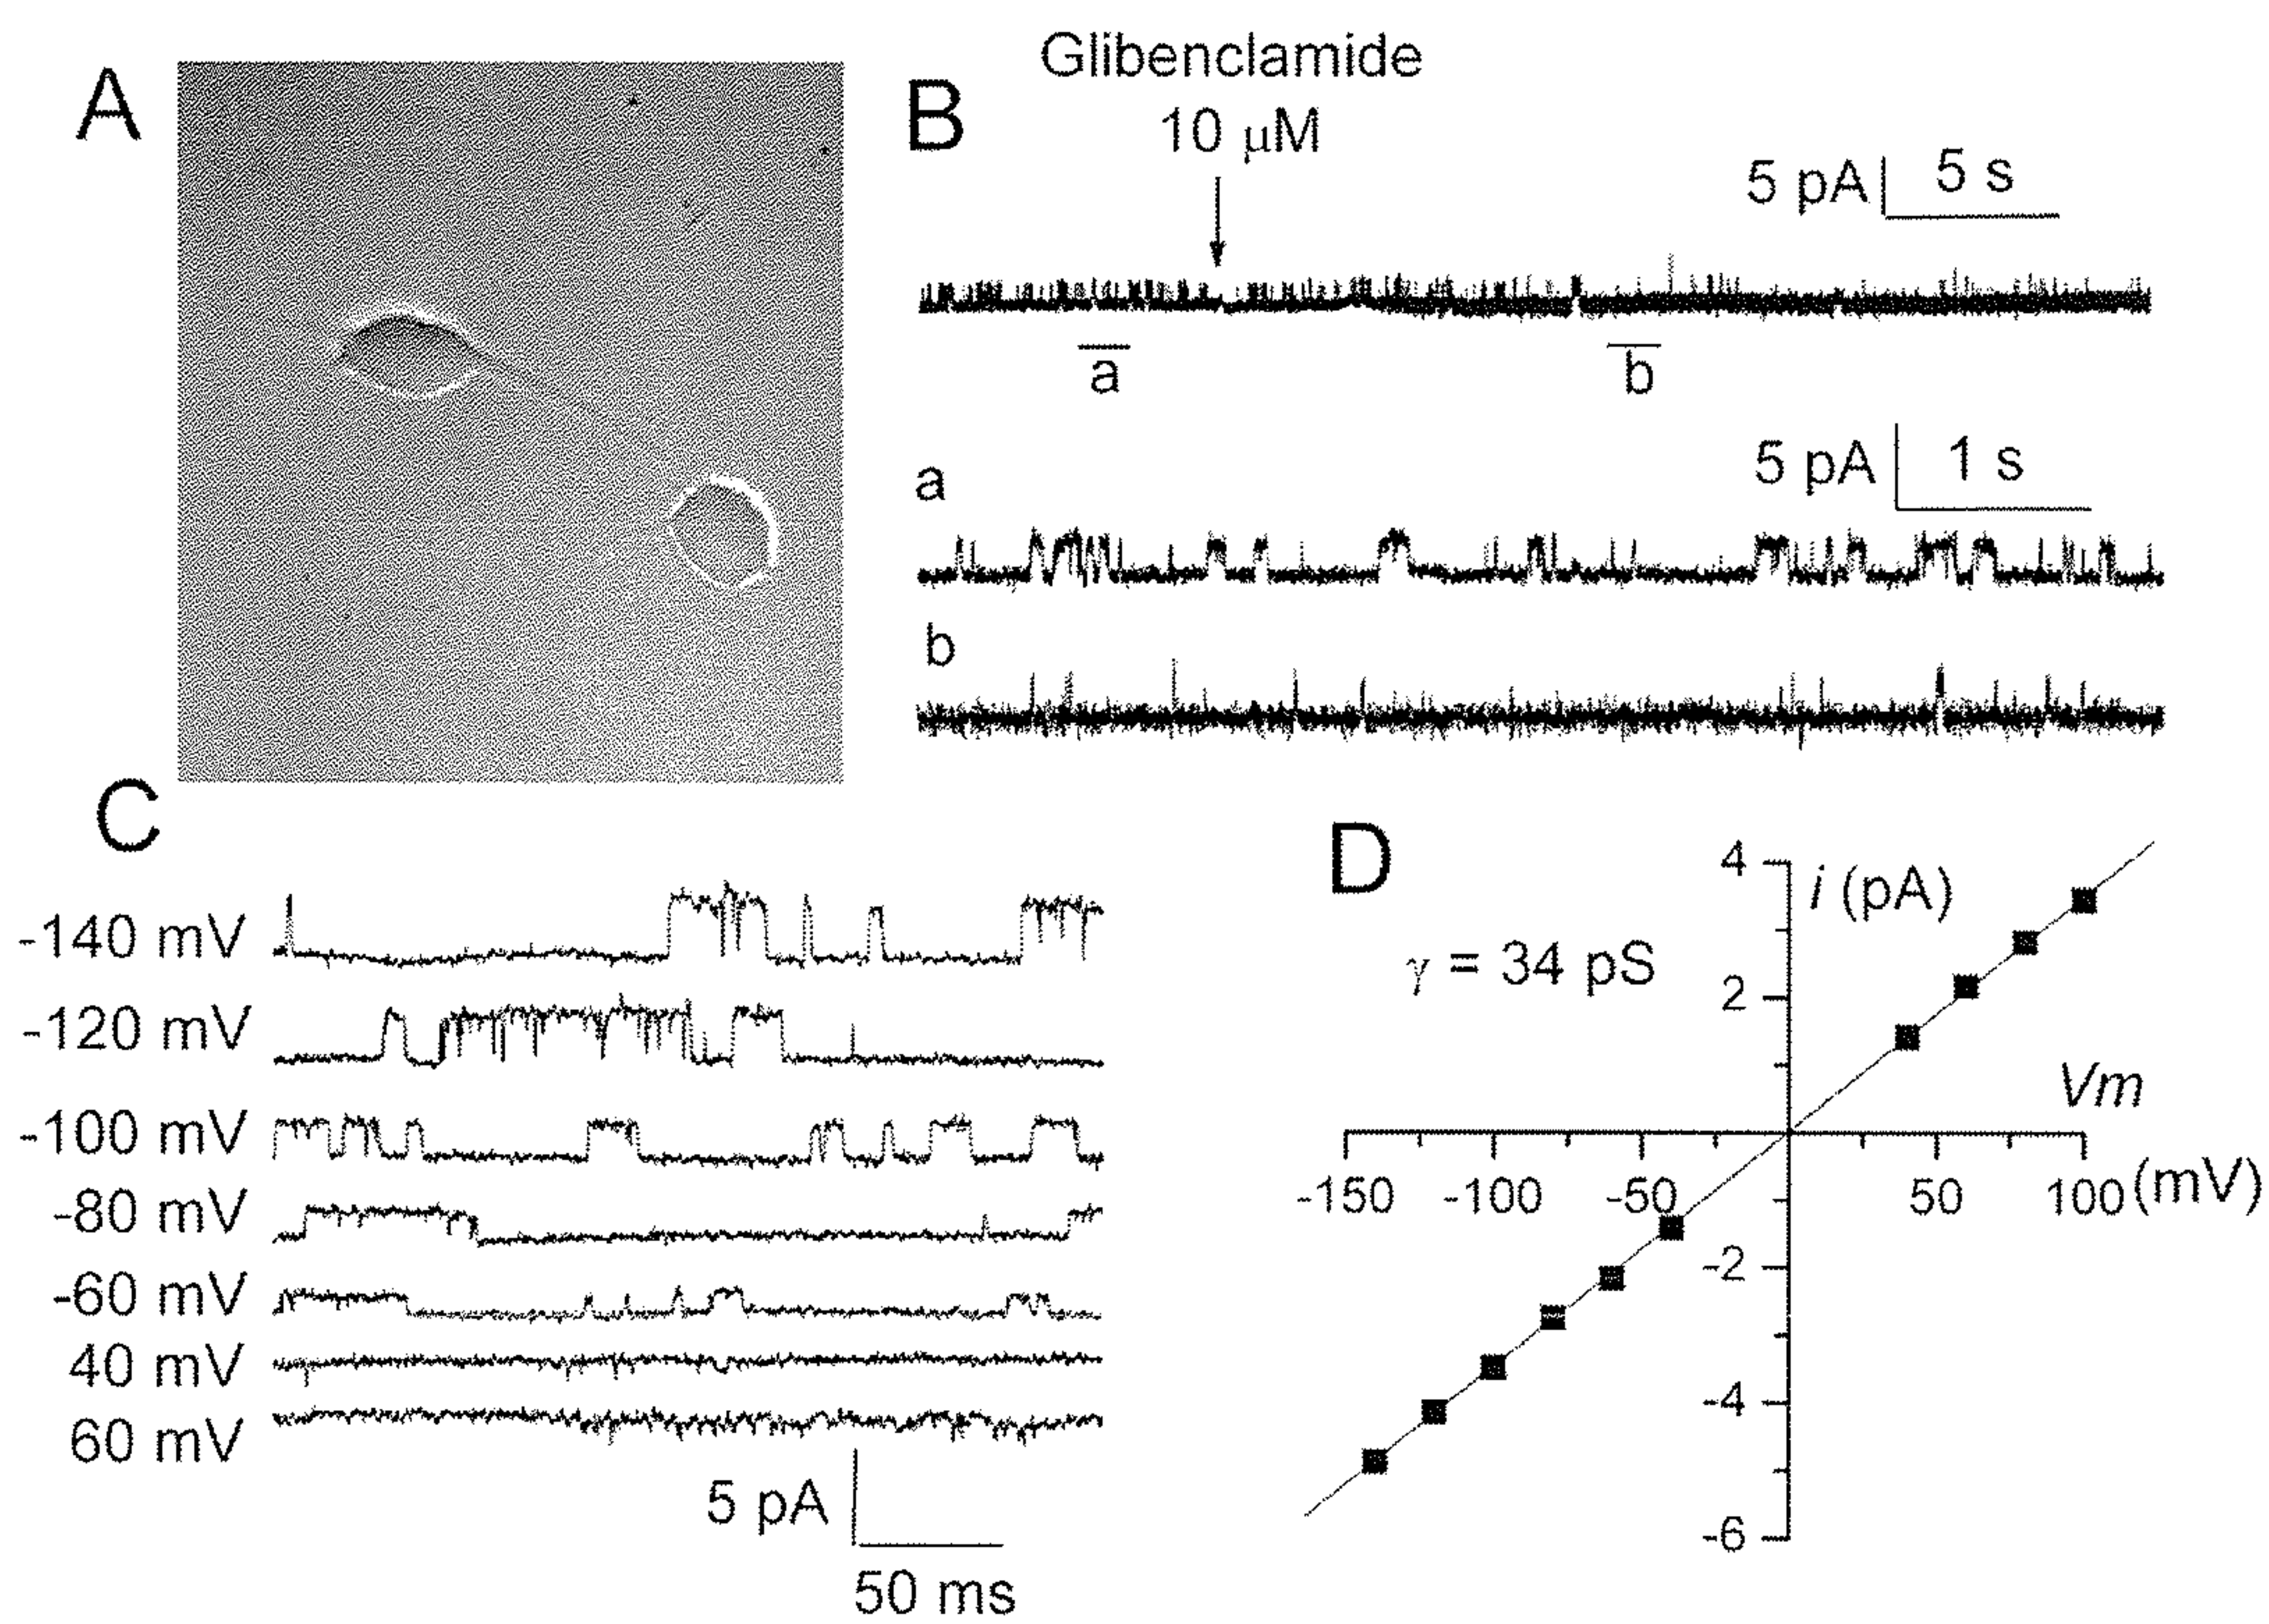 A
B
Glibenclamide
10 μM
5 pA
5 s
a
b
5 pA
1 s
a
b
C
-140 mV
-120 mV
-100 mV
-80 mV
-60 mV
40 mV
60 mV
5 pA
50 ms
D
γ = 34 pS
i (pA)
Vm
(mV)
4
2
-2
-4
-6
-150
-100
-50
50
100